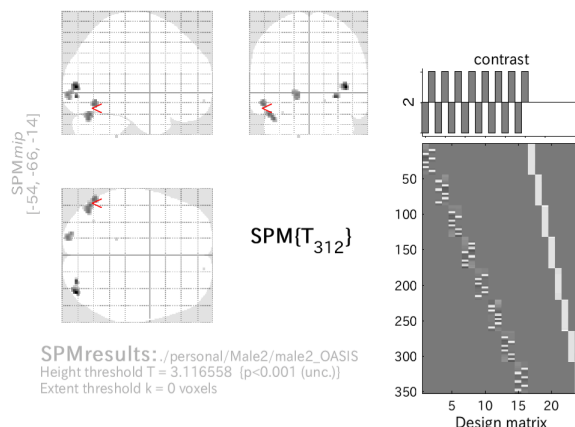 SPMmip
[-54, -66, -14]
<
<
<
SPM{T312}
SPMresults: ./personal/Male2/male2_OASIS
Height threshold T = 3.116558  {p<0.001 (unc.)}
Extent threshold k = 0 voxels
contrast
2
50
100
150
200
250
300
350
5 10 15 20
Design matrix